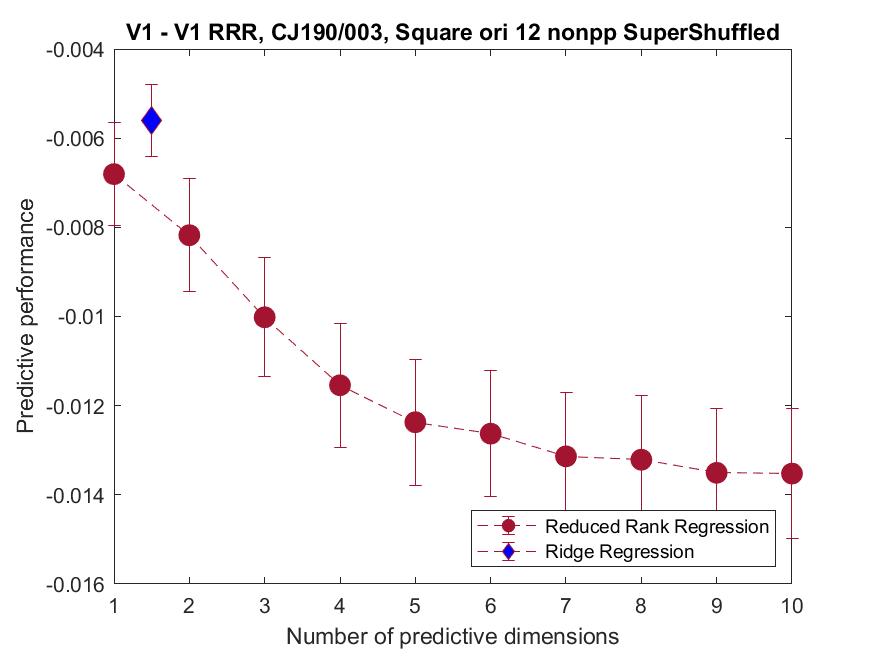 V1 - V1 RRR, CJ190/003, Square ori 12 nonpp SuperShuffled
-0.004
-0.006
-0.008
-0.01
-0.012
-0.014
-0.016
Predictive performance
Reduced Rank Regression
Ridge Regression
1 2 3 4 5 6 7 8 9 10
Number of predictive dimensions